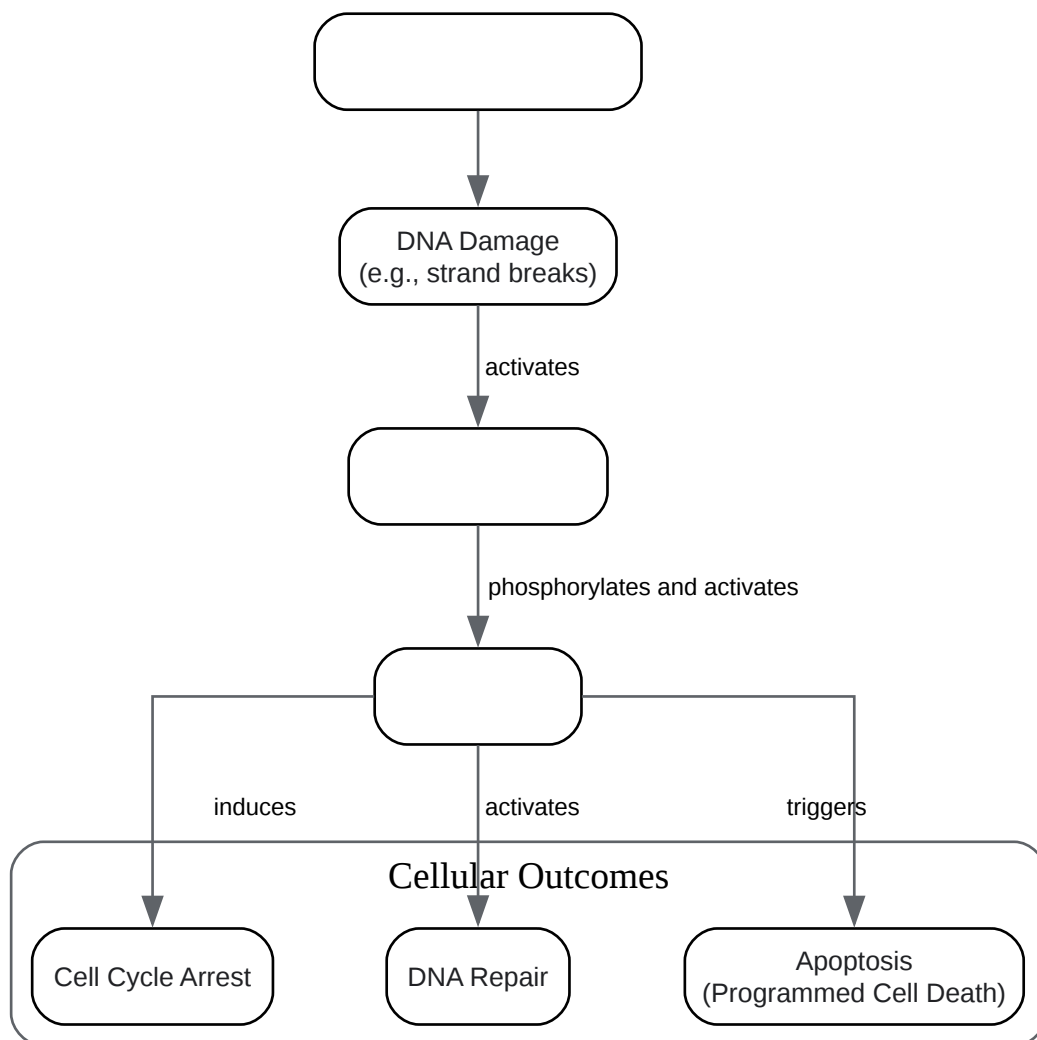 DNA Damage
(e.g., strand breaks)
activates
phosphorylates and activates
induces
activates
triggers
Cellular Outcomes
Cell Cycle Arrest
DNA Repair
Apoptosis
(Programmed Cell Death)